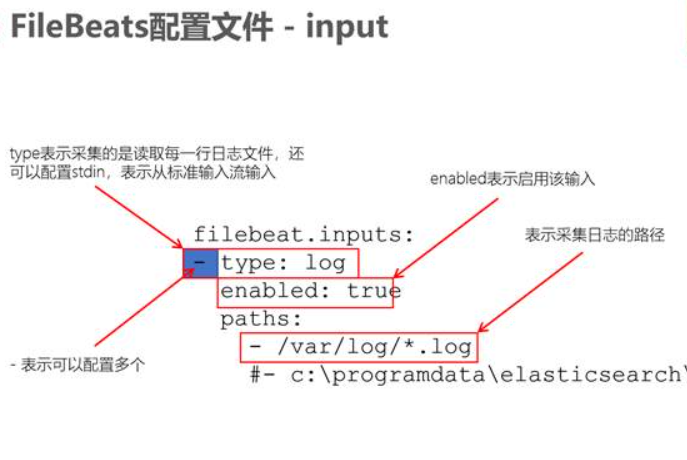 FileBeats配置文件 - input
type表示采集的是读取每一行日志文件，还
可以配置stdin，表示从标准输入流输入
enabled表示启用该输入
表示采集日志的路径
filebeat.inputs:
- type: log
enabled: true
paths:
- /var/log/*.log
#- c:\programdata\elasticsearch\
- 表示可以配置多个